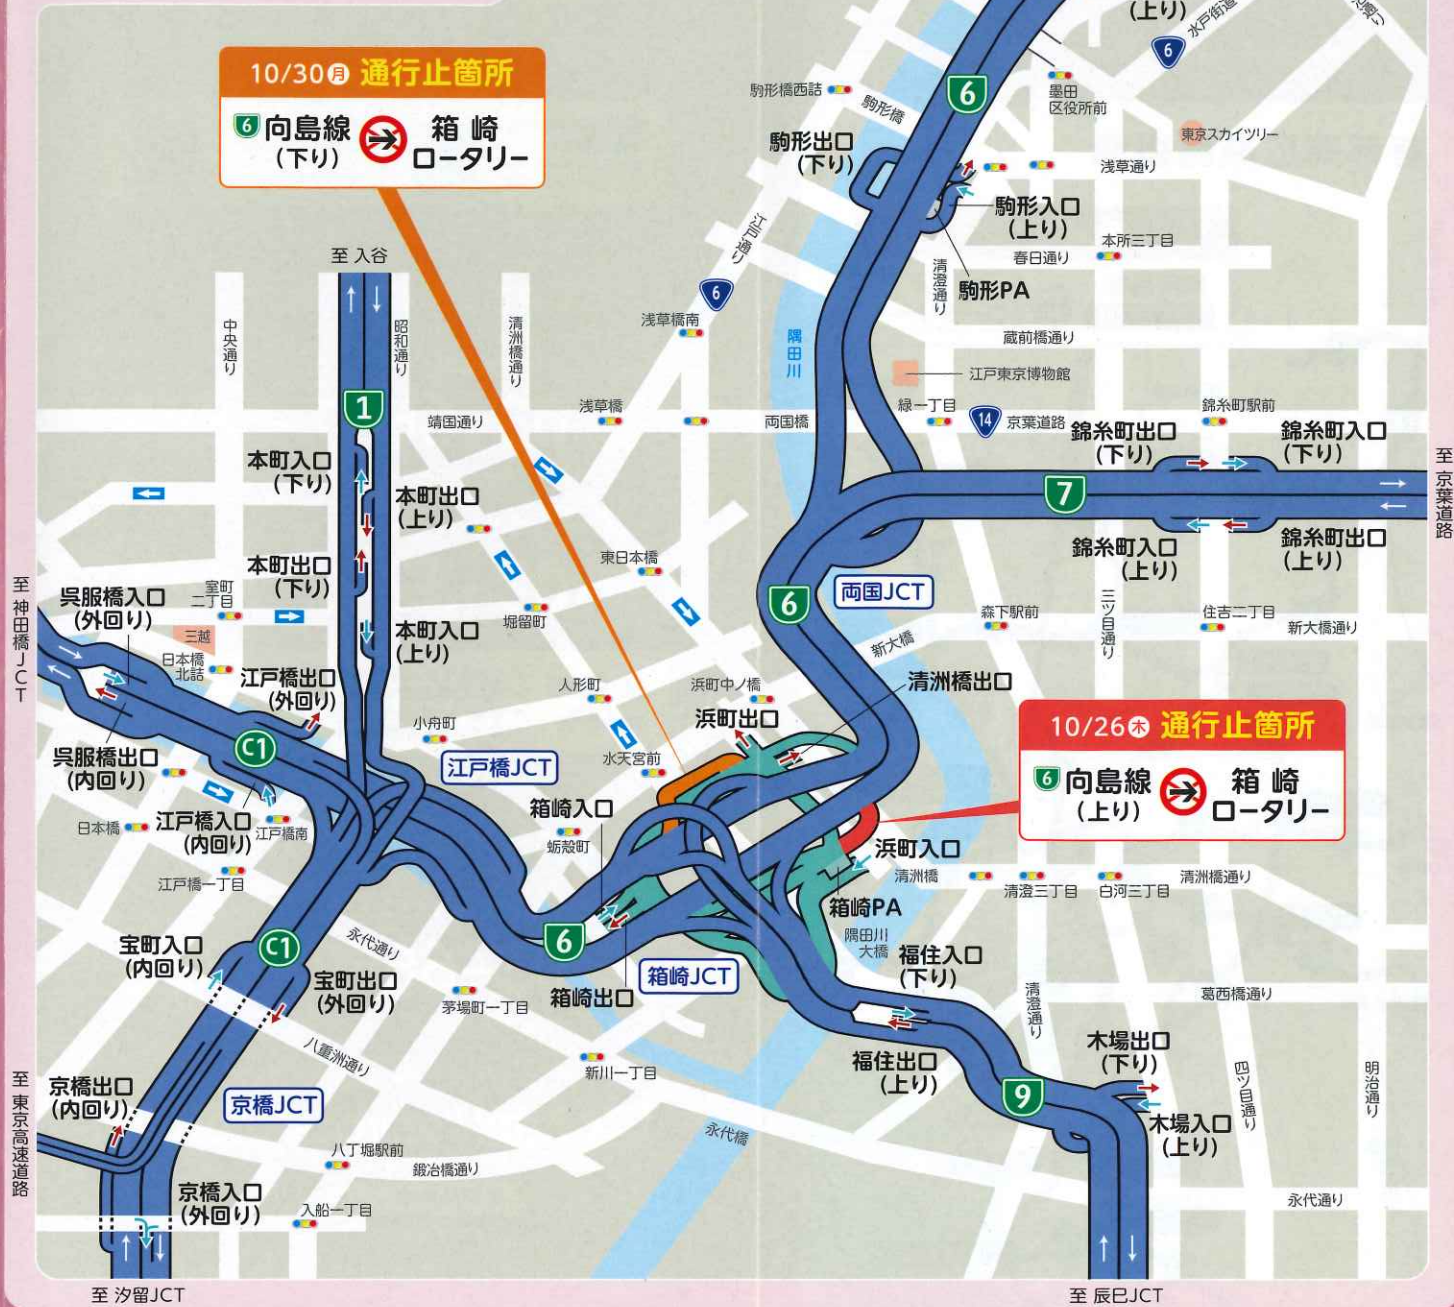 (上り)
水戸街道
6
10/30㊊ 通行止箇所
6 向島線
(下り)
箱崎
ロータリー
駒形橋西詰
駒形橋
6
墨田
区役所前
東京スカイツリー
駒形出口
(下り)
浅草通り
駒形入口
(上り)
本所三丁目
春日通り
清澄通り
駒形PA
江戸通り
6
至 入谷
浅草橋南
隅田川
蔵前橋通り
江戸東京博物館
中央通り
昭和通り
清洲橋通り
1
靖国通り
浅草橋
両国橋
緑一丁目
14
京葉道路
錦糸町駅前
錦糸町出口
(下り)
錦糸町入口
(下り)
至 京葉道路
7
錦糸町入口
(上り)
錦糸町出口
(上り)
本町入口
(下り)
本町出口
(上り)
本町出口
(下り)
本町入口
(上り)
東日本橋
堀留町
6
両国JCT
森下駅前
三ツ目通り
住吉二丁目
新大橋通り
新大橋
至 神田橋JCT
呉服橋入口
(外回り)
室町
二丁目
三越
日本橋
北詰
江戸橋出口
(外回り)
C1
呉服橋出口
(内回り)
日本橋
江戸橋入口
(内回り)
江戸橋南
江戸橋一丁目
小舟町
人形町
浜町中ノ橋
浜町出口
清洲橋出口
水天宮前
江戸橋JCT
箱崎入口
蛎殻町
10/26㊍ 通行止箇所
6 向島線
(上り)
箱崎
ロータリー
浜町入口
清洲橋
清澄三丁目
白河三丁目
清洲橋通り
箱崎PA
隅田川
大橋
6
箱崎出口
箱崎JCT
福住入口
(下り)
清澄通り
葛西橋通り
宝町入口
(内回り)
C1
永代通り
宝町出口
(外回り)
茅場町一丁目
八重洲通り
新川一丁目
福住出口
(上り)
9
木場出口
(下り)
木場入口
(上り)
四ツ目通り
明治通り
至 東京高速道路
京橋出口
(内回り)
京橋JCT
永代橋
八丁堀駅前
鍛冶橋通り
京橋入口
(外回り)
入船一丁目
永代通り
至 汐留JCT
至 辰巳JCT